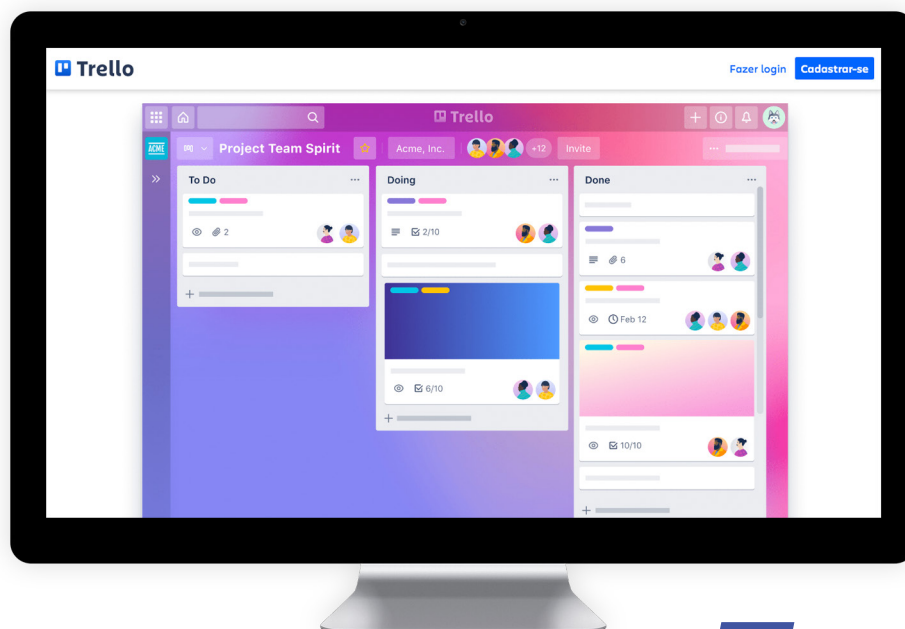 Trello
Fazer login
Cadastrar-se
Trello
ACME
Project Team Spirit
Acme, Inc.
+12
Invite
To Do
2
Doing
2/10
6/10
Done
6
Feb 12
10/10